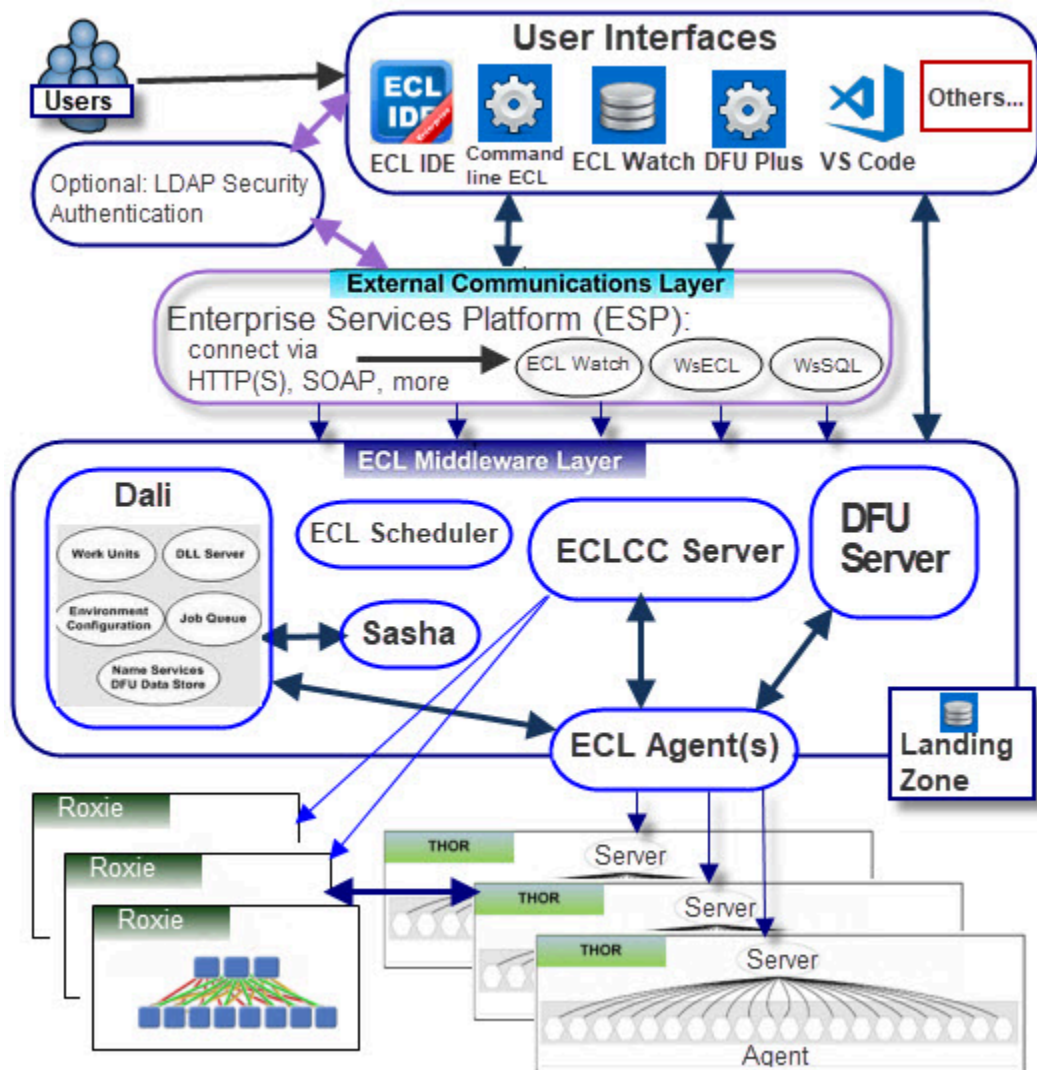 User Interfaces
Users
ECL
IDE
Enterprise
ECL IDE
Command
line ECL
ECL Watch
DFU Plus
VS Code
Others...
Optional: LDAP Security
Authentication
External Communications Layer
Enterprise Services Platform (ESP):
connect via
HTTP(S), SOAP, more
ECL Watch
WsECL
WsSQL
ECL Middleware Layer
Dali
Work Units
DLL Server
Environment
Configuration
Job Queue
Name Services
DFU Data Store
ECL Scheduler
Sasha
ECLCC Server
DFU
Server
ECL Agent(s)
Landing
Zone
Roxie
Roxie
Roxie
THOR
Server
THOR
Server
THOR
Server
Agent